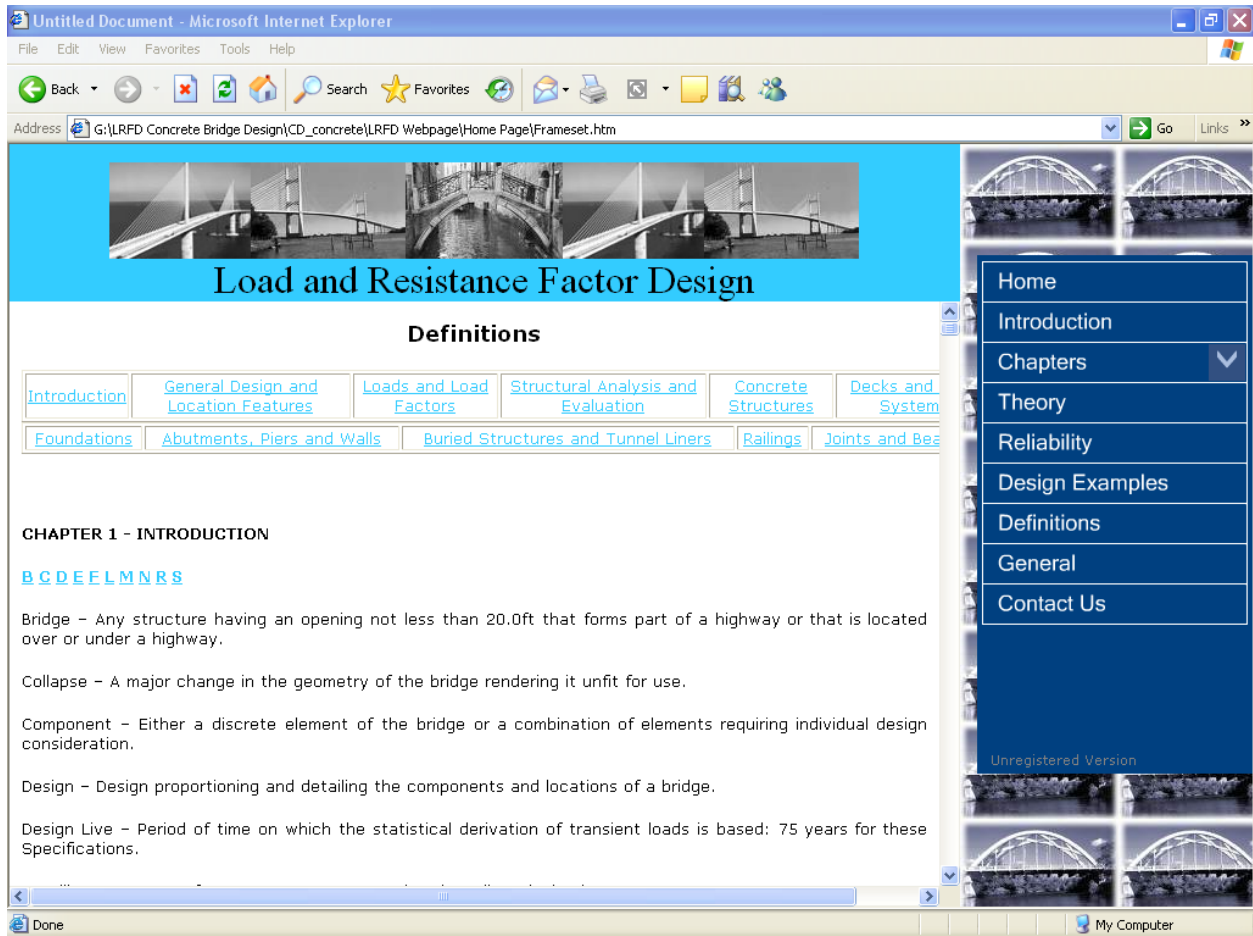 Untitled Document - Microsoft Internet Explorer
File Edit View Favorites Tools Help
Back Search Favorites
Address G:\LRFD Concrete Bridge Design\CD_concrete\LRFD Webpage\Home Page\Frameset.htm Go Links »
Load and Resistance Factor Design
Definitions
Introduction General Design and Location Features Loads and Load Factors Structural Analysis and Evaluation Concrete Structures Decks and System
Foundations Abutments, Piers and Walls Buried Structures and Tunnel Liners Railings Joints and Bea
CHAPTER 1 - INTRODUCTION
B C D E F L M N R S
Bridge – Any structure having an opening not less than 20.0ft that forms part of a highway or that is located
over or under a highway.
Collapse – A major change in the geometry of the bridge rendering it unfit for use.
Component – Either a discrete element of the bridge or a combination of elements requiring individual design
consideration.
Design – Design proportioning and detailing the components and locations of a bridge.
Design Live – Period of time on which the statistical derivation of transient loads is based: 75 years for these
Specifications.
Home
Introduction
Chapters
Theory
Reliability
Design Examples
Definitions
General
Contact Us
Unregistered Version
Done My Computer